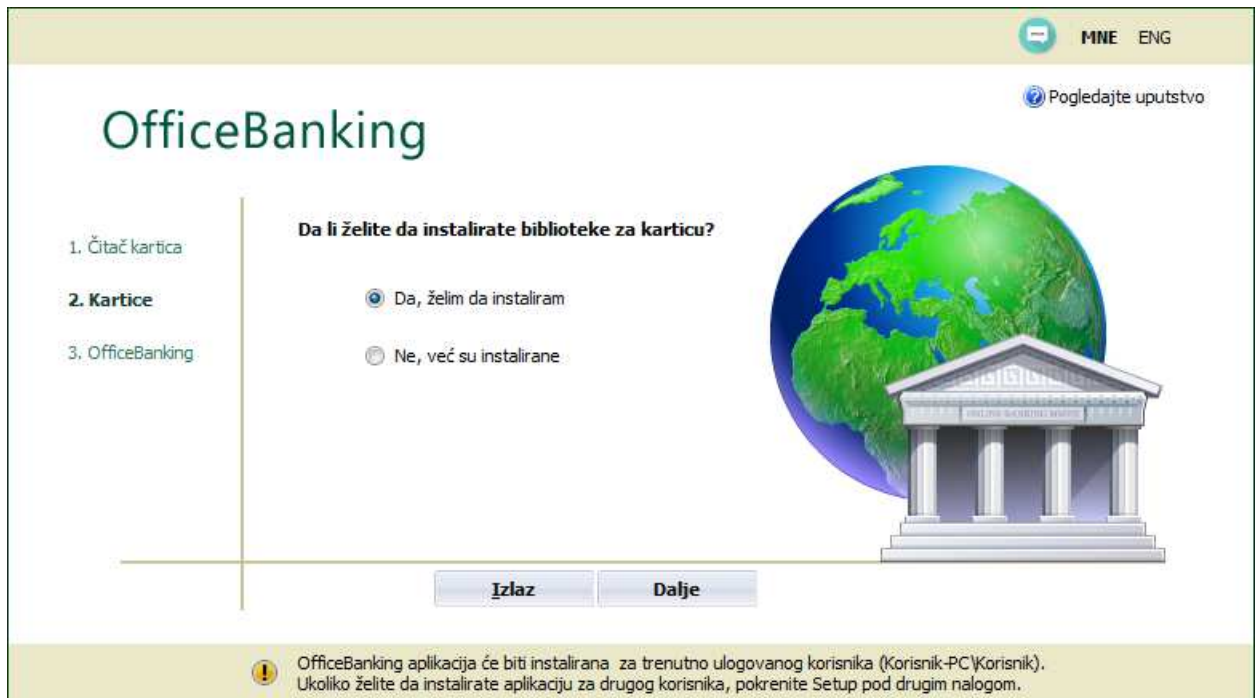 MNE ENG
Pogledajte uputstvo
OfficeBanking
1. Čitač kartica
2. Kartice
3. OfficeBanking
Da li želite da instalirate biblioteke za karticu?
Da, želim da instaliram
Ne, već su instalirane
Izlaz Dalje
OfficeBanking aplikacija će biti instalirana za trenutno ulogovanog korisnika (Korisnik-PC\Korisnik).
Ukoliko želite da instalirate aplikaciju za drugog korisnika, pokrenite Setup pod drugim nalogom.